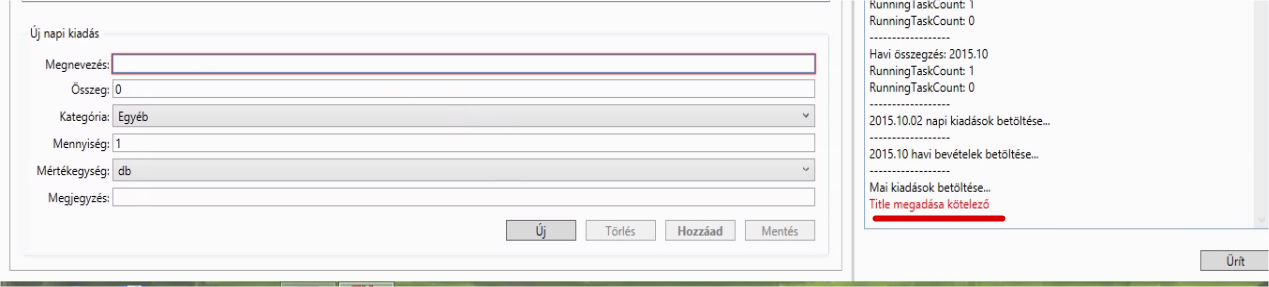 Új napi kiadás
Megnevezés:
Összeg: 0
Kategória: Egyéb
Mennyiség: 1
Mértékegység: db
Megjegyzés:
Új Törlés Hozzáad Mentés
RunningTaskCount: 1
RunningTaskCount: 0
------------------
Havi összegzés: 2015.10
RunningTaskCount: 1
RunningTaskCount: 0
------------------
2015.10.02 napi kiadások betöltése...
------------------
2015.10 havi bevételek betöltése...
------------------
Mai kiadások betöltése...
Title megadása kötelező
Ürít